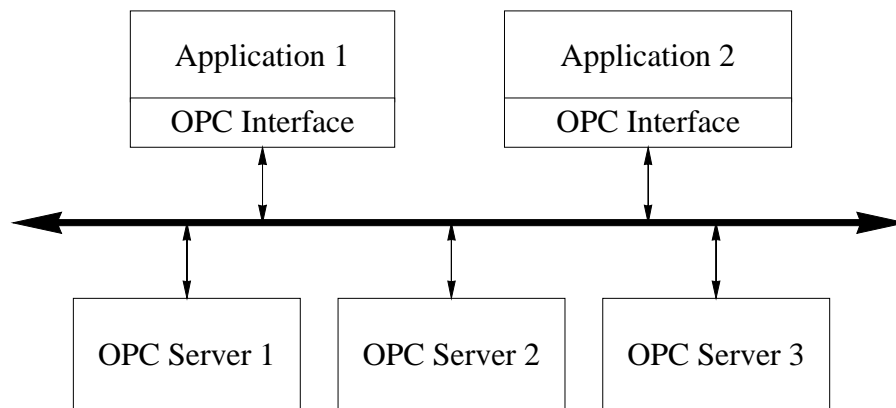 Application 1
Application 2
OPC Interface
OPC Interface
OPC Server 1
OPC Server 2
OPC Server 3